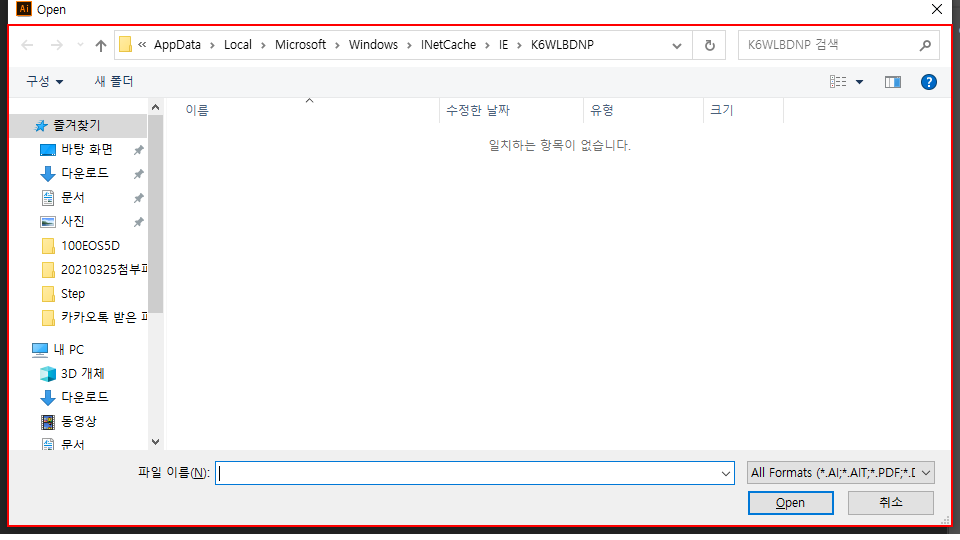 Ai Open
« AppData > Local > Microsoft > Windows > INetCache > IE > K6WLBDNP
K6WLBDNP 검색
구성 새 폴더
이름 수정한 날짜 유형 크기
일치하는 항목이 없습니다.
즐겨찾기
바탕 화면
다운로드
문서
사진
100EOS5D
20210325첨부파
Step
카카오톡 받은 파
내 PC
3D 개체
다운로드
동영상
문서
파일 이름(N):
All Formats (*.AI;*.AIT;*.PDF;*.D
Open 취소